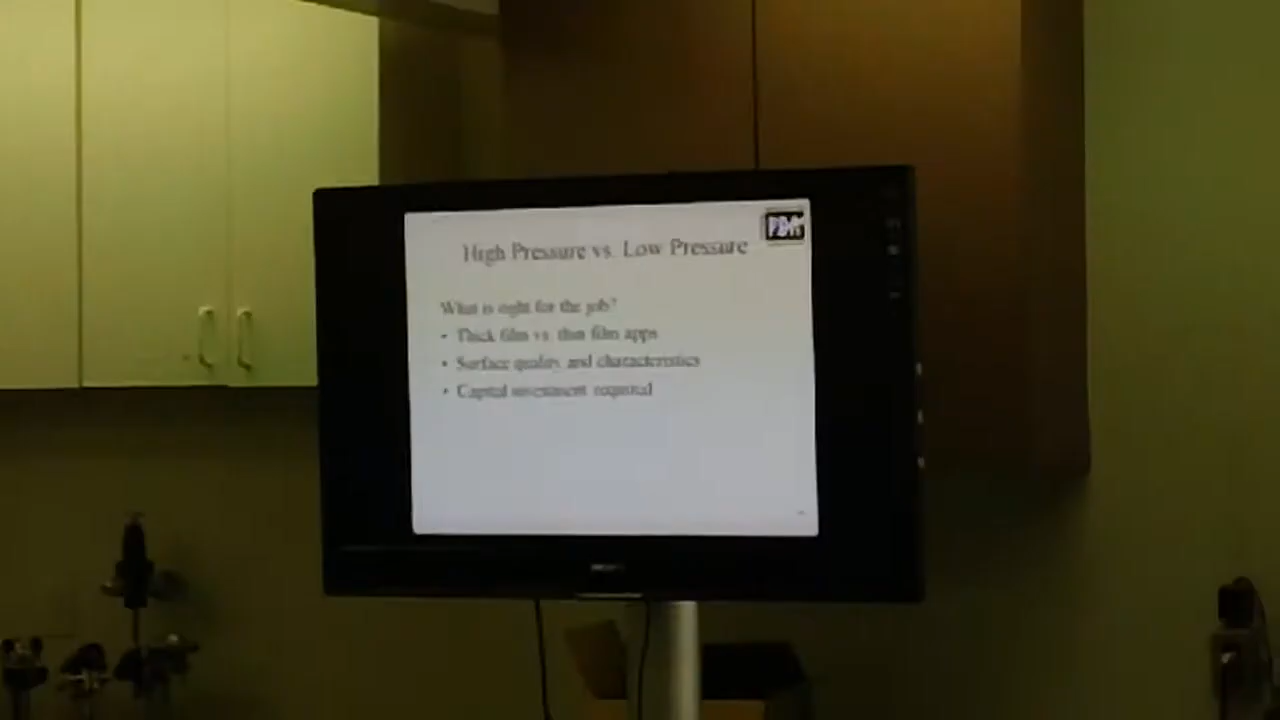 High Pressure vs. Low Pressure
What is right for the job?
• Thick film vs. thin film apps
• Surface quality and characteristics
• Capital investment required